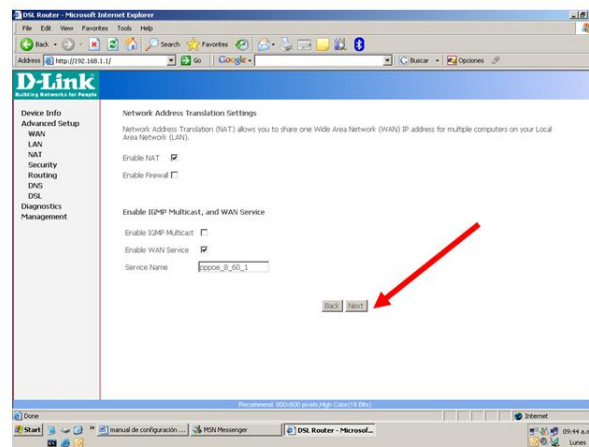 DSL Router - Microsoft Internet Explorer
File Edit View Favorites Tools Help
Back Search Favorites
Address http://192.168.1.1/ Go Google Buscar Opciones
D-Link
Building Networks for People
Device Info
Advanced Setup
WAN
LAN
NAT
Security
Routing
DNS
DSL
Diagnostics
Management
Network Address Translation Settings
Network Address Translation (NAT) allows you to share one Wide Area Network (WAN) IP address for multiple computers on your Local
Area Network (LAN).
Enable NAT
Enable Firewall
Enable IGMP Multicast, and WAN Service
Enable IGMP Multicast
Enable WAN Service
Service Name pppoe_8_60_1
Back Next
Recommend: 800x600 pixels,High Color(16 Bits)
Done Internet
Start manual de configuración ... MSN Messenger DSL Router - Microsof... 09:44 a.m.
Lunes